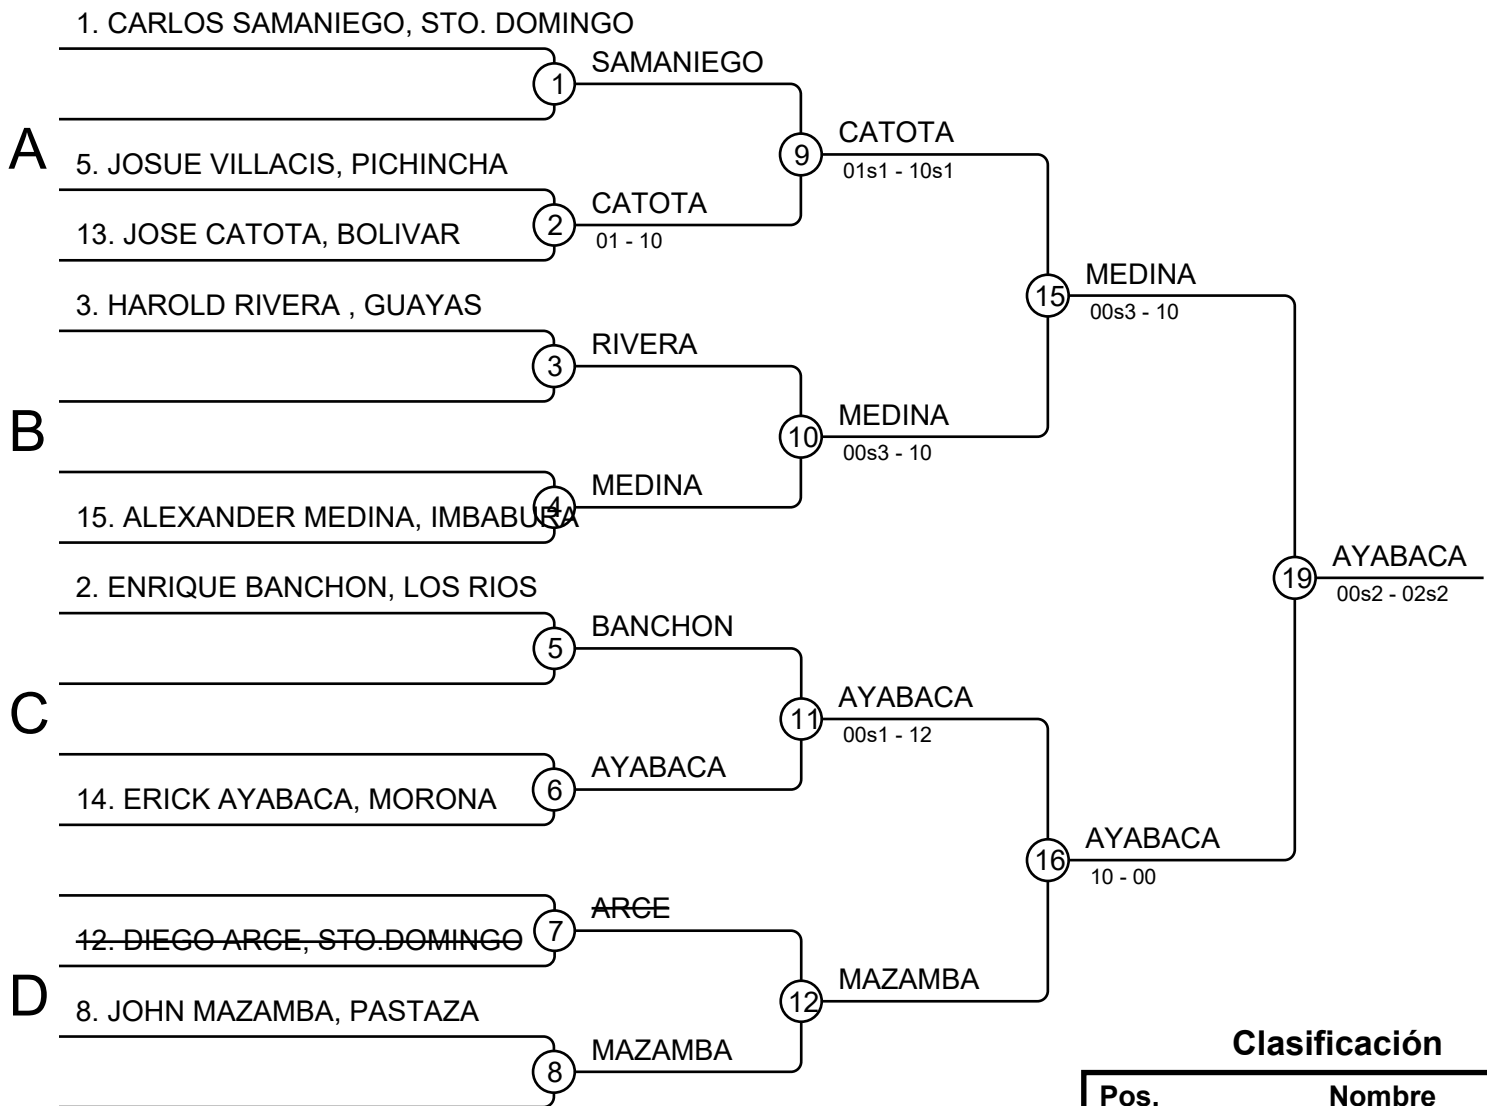 1. CARLOS SAMANIEGO, STO. DOMINGO
SAMANIEGO
1
CATOTA
A
9
5. JOSUE VILLACIS, PICHINCHA
01s1 - 10s1
CATOTA
13. JOSE CATOTA, BOLIVAR
2
01 - 10
MEDINA
3. HAROLD RIVERA , GUAYAS
15
00s3 - 10
RIVERA
3
MEDINA
B
10
00s3 - 10
MEDINA
4
15. ALEXANDER MEDINA, IMBABURA
AYABACA
2. ENRIQUE BANCHON, LOS RIOS
19
00s2 - 02s2
BANCHON
5
AYABACA
C
11
00s1 - 12
AYABACA
14. ERICK AYABACA, MORONA
6
AYABACA
16
10 - 00
ARCE
12. DIEGO ARCE, STO.DOMINGO
7
MAZAMBA
D
12
8. JOHN MAZAMBA, PASTAZA
MAZAMBA
8
Clasificación
Pos. Nombre